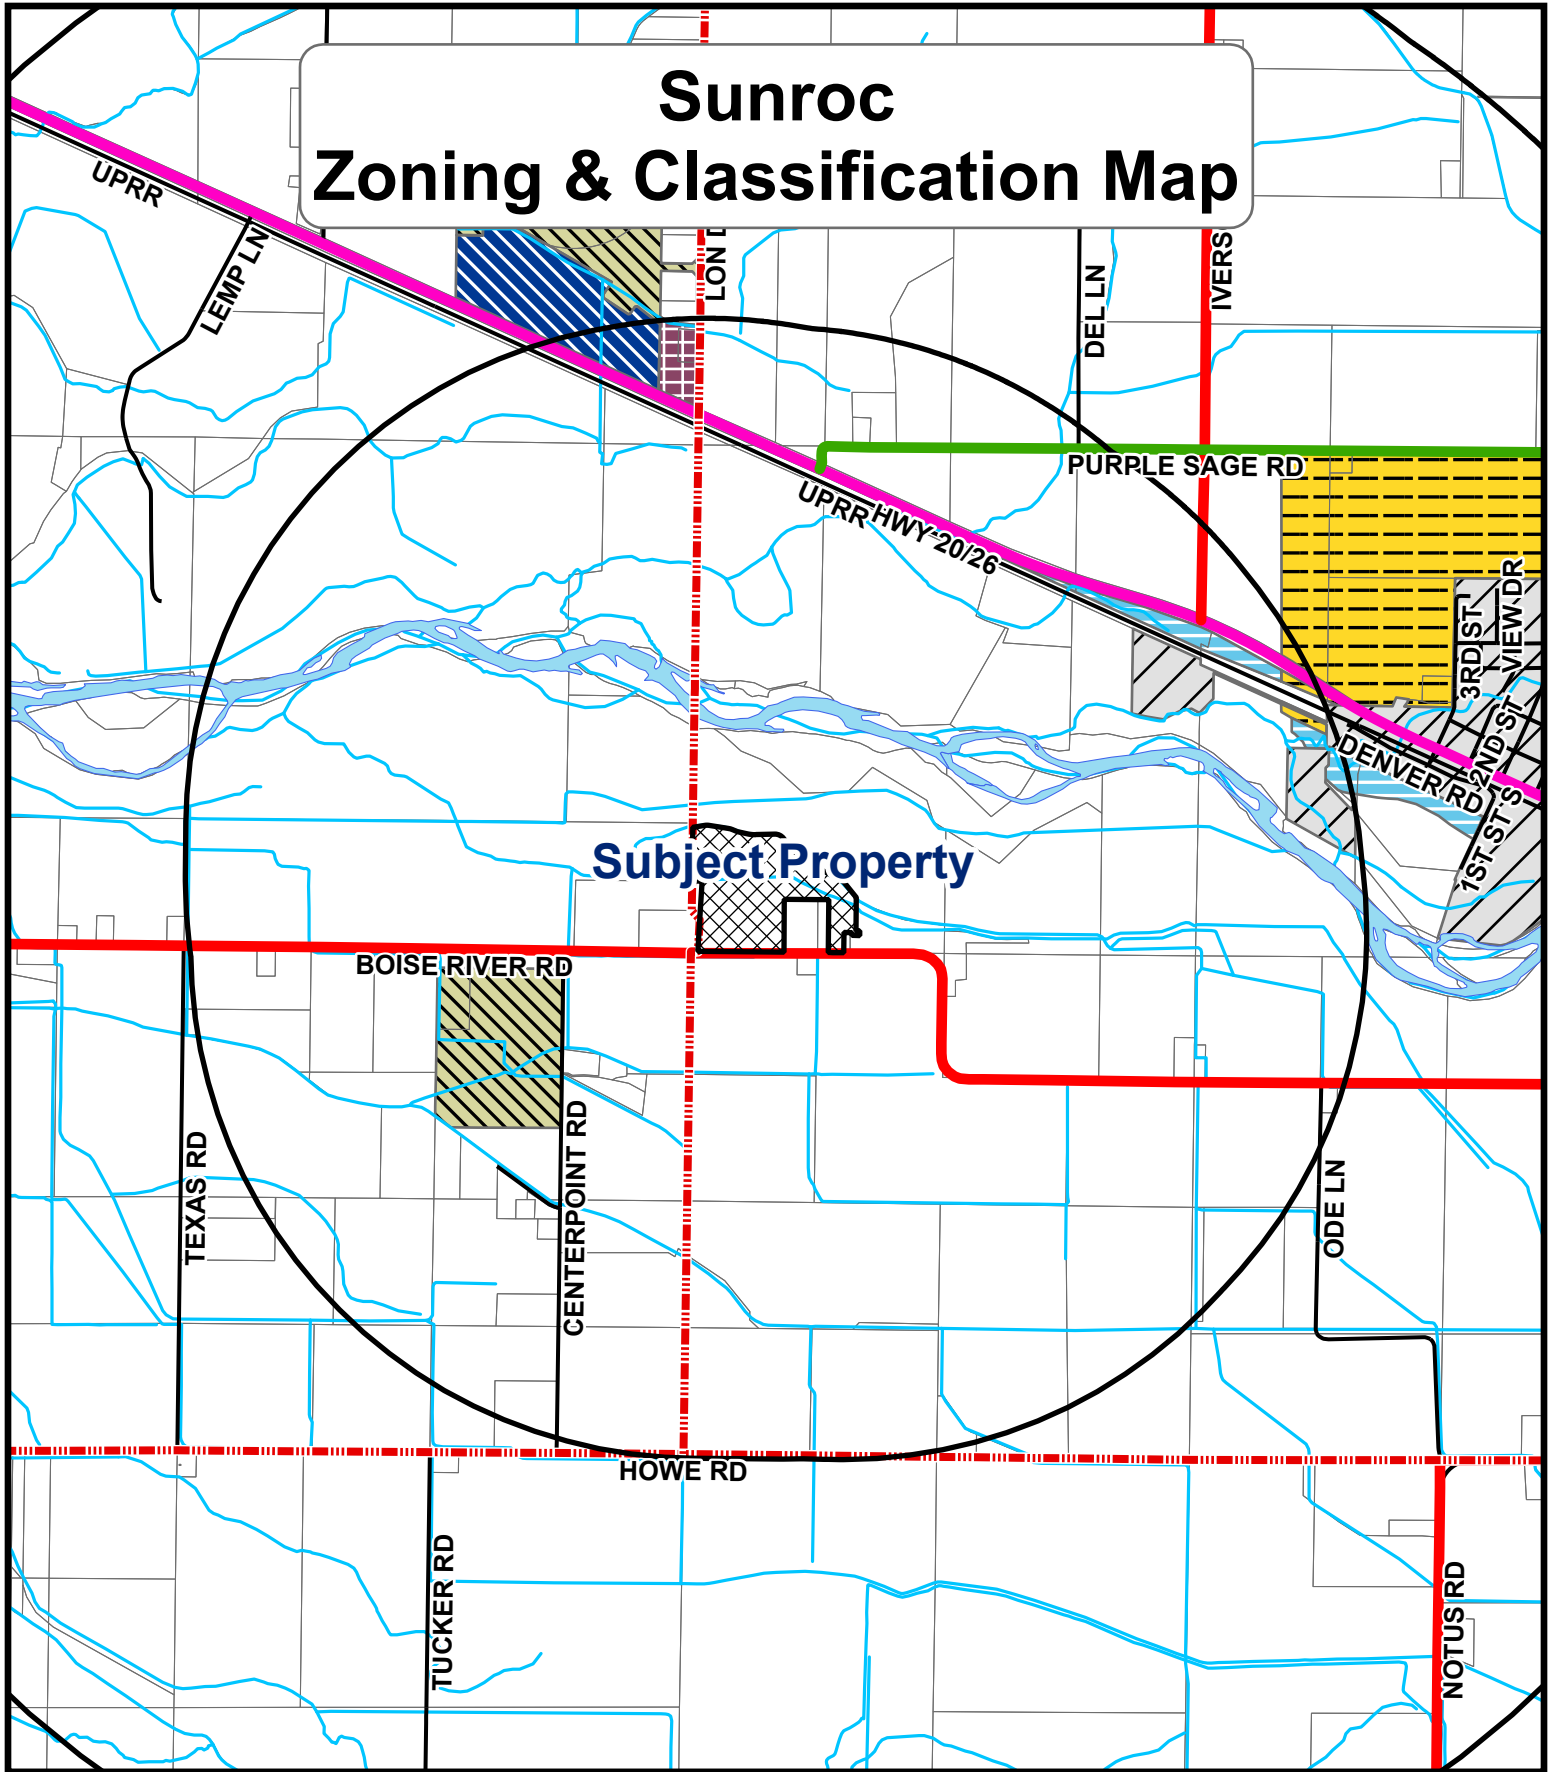 Sunroc
Zoning & Classification Map
UPRR
LEMP LN
LON D
DEL LN
IVERS
PURPLE SAGE RD
UPRR
HWY 20/26
3RD ST
VIEW DR
2ND ST
DENVER RD
1ST ST S
Subject Property
BOISE RIVER RD
TEXAS RD
CENTERPOINT RD
ODE LN
HOWE RD
TUCKER RD
NOTUS RD